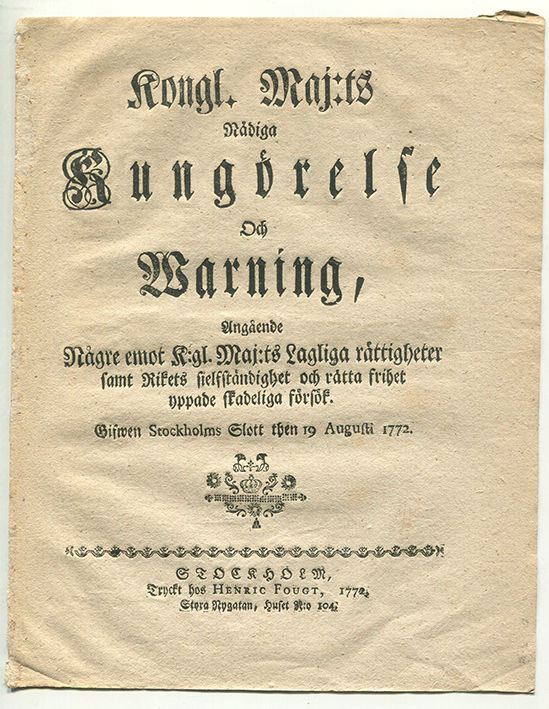 Kongl. Maj:ts
Nådiga
Kungörelse
Och
Warning,
Angående
Någre emot K:gl. Maj:ts Lagliga rättigheter
samt Rikets sielfständighet och rätta frihet
yppade skadeliga försök.
Gifwen Stockholms Slott then 19 Augusti 1772.
STOCKHOLM,
Tryckt hos HENRIC FOUGT, 1772,
Stora Nygatan, Huset N:o 104.